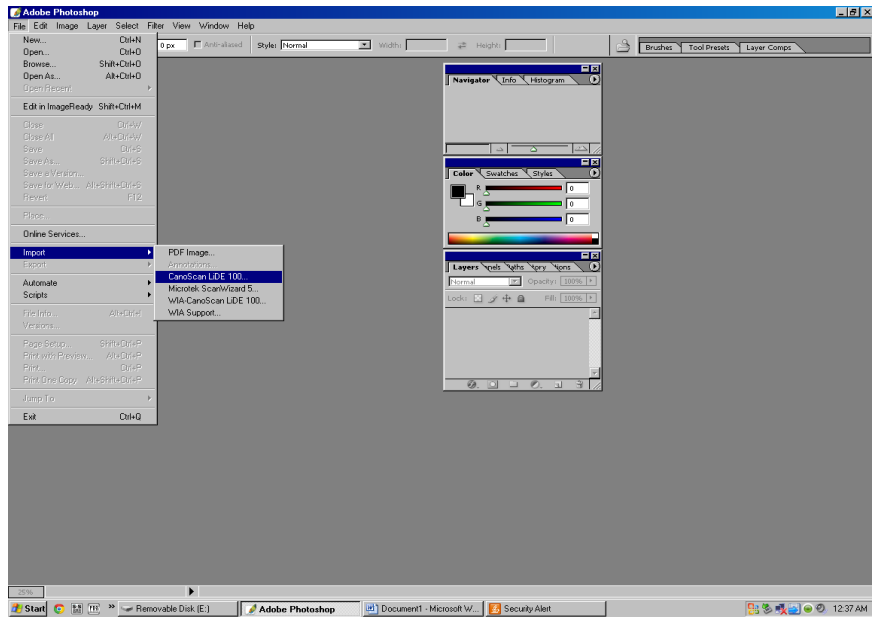 Adobe Photoshop
File Edit Image Layer Select Filter View Window Help
0 px Anti-aliased Style: Normal Width: Height: Brushes Tool Presets Layer Comps
New... Ctrl+N
Open... Ctrl+O
Browse... Shift+Ctrl+O
Open As... Alt+Ctrl+O
Open Recent
Edit in ImageReady Shift+Ctrl+M
Close Ctrl+W
Close All Alt+Ctrl+W
Save Ctrl+S
Save As... Shift+Ctrl+S
Save a Version...
Save for Web... Alt+Shift+Ctrl+S
Revert F12
Place...
Online Services...
Import
Export
Automate
Scripts
File Info... Alt+Ctrl+I
Versions...
Page Setup... Shift+Ctrl+P
Print with Preview... Alt+Ctrl+P
Print... Ctrl+P
Print One Copy Alt+Shift+Ctrl+P
Jump To
Exit Ctrl+Q
PDF Image...
Annotations...
CanoScan LiDE 100...
Microtek ScanWizard 5...
WIA-CanoScan LiDE 100...
WIA Support...
Navigator Info Histogram
Color Swatches Styles
R 0
G 0
B 0
Layers nnels Paths tory tions
Normal Opacity: 100%
Lock: Fill: 100%
25%
Start Removable Disk (E:) Adobe Photoshop Document1 - Microsoft W... Security Alert 12:37 AM